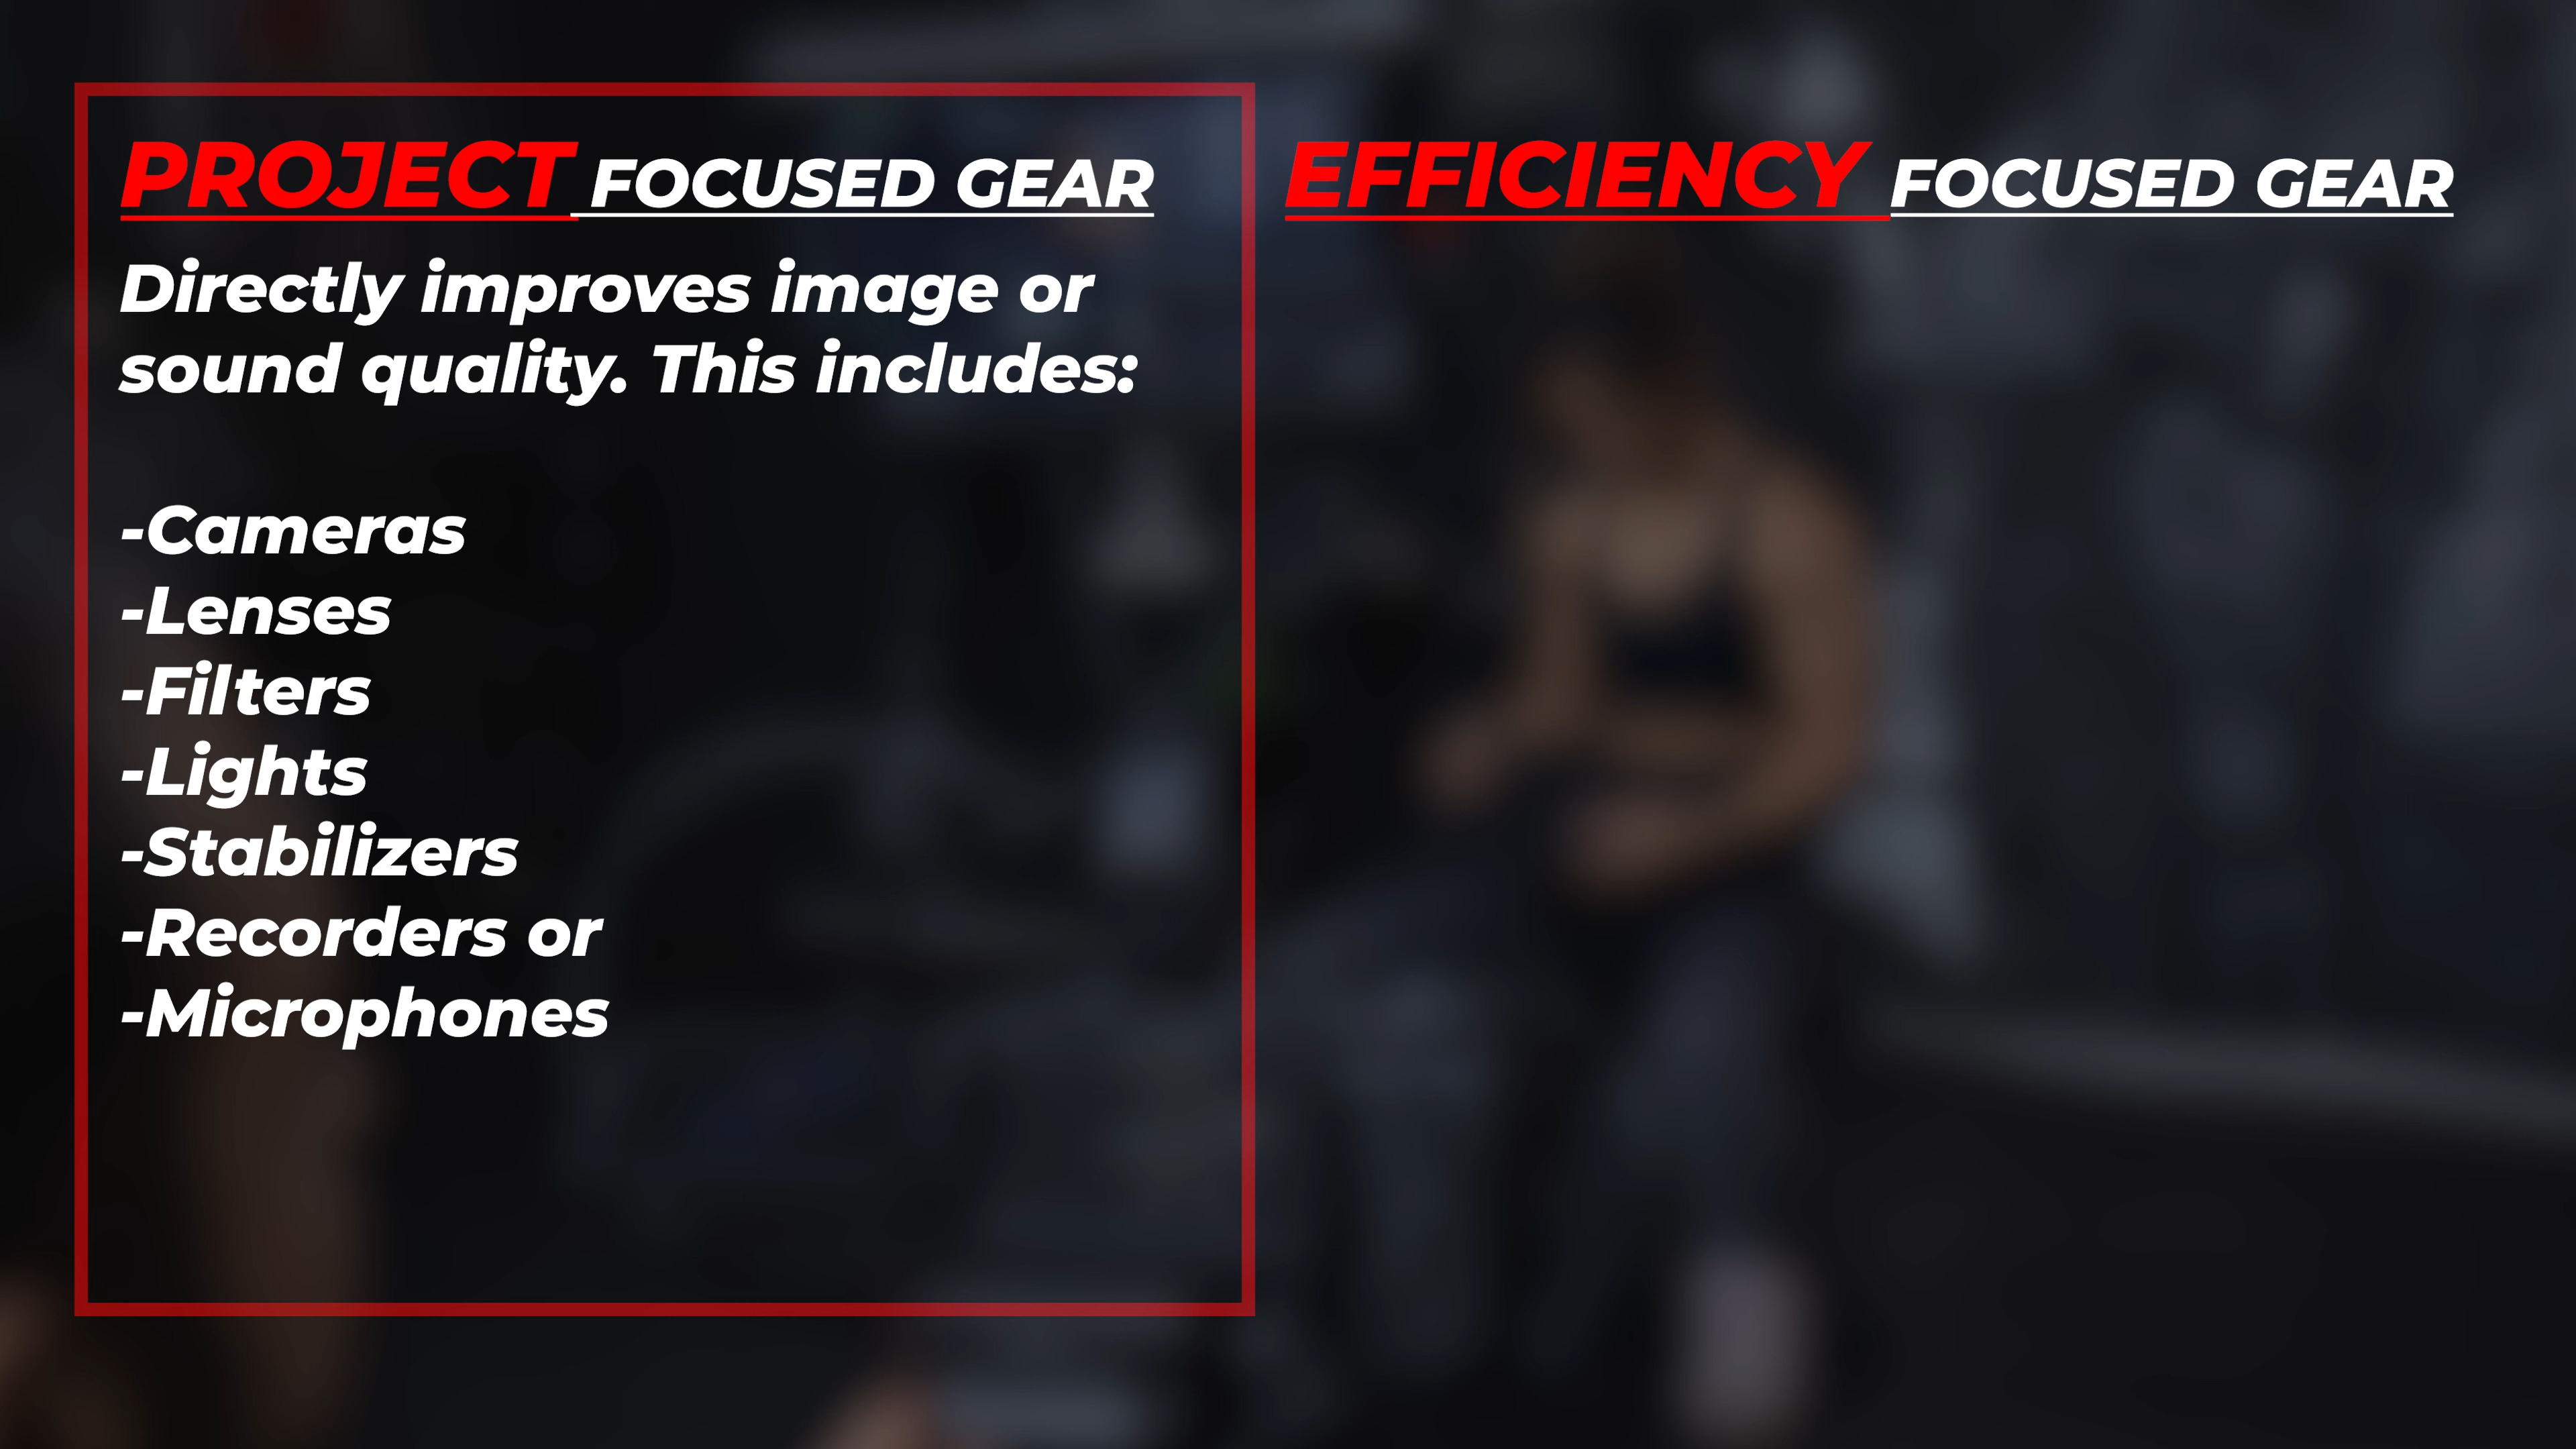 PROJECT FOCUSED GEAR
Directly improves image or
sound quality. This includes:
-Cameras
-Lenses
-Filters
-Lights
-Stabilizers
-Recorders or
-Microphones
EFFICIENCY FOCUSED GEAR